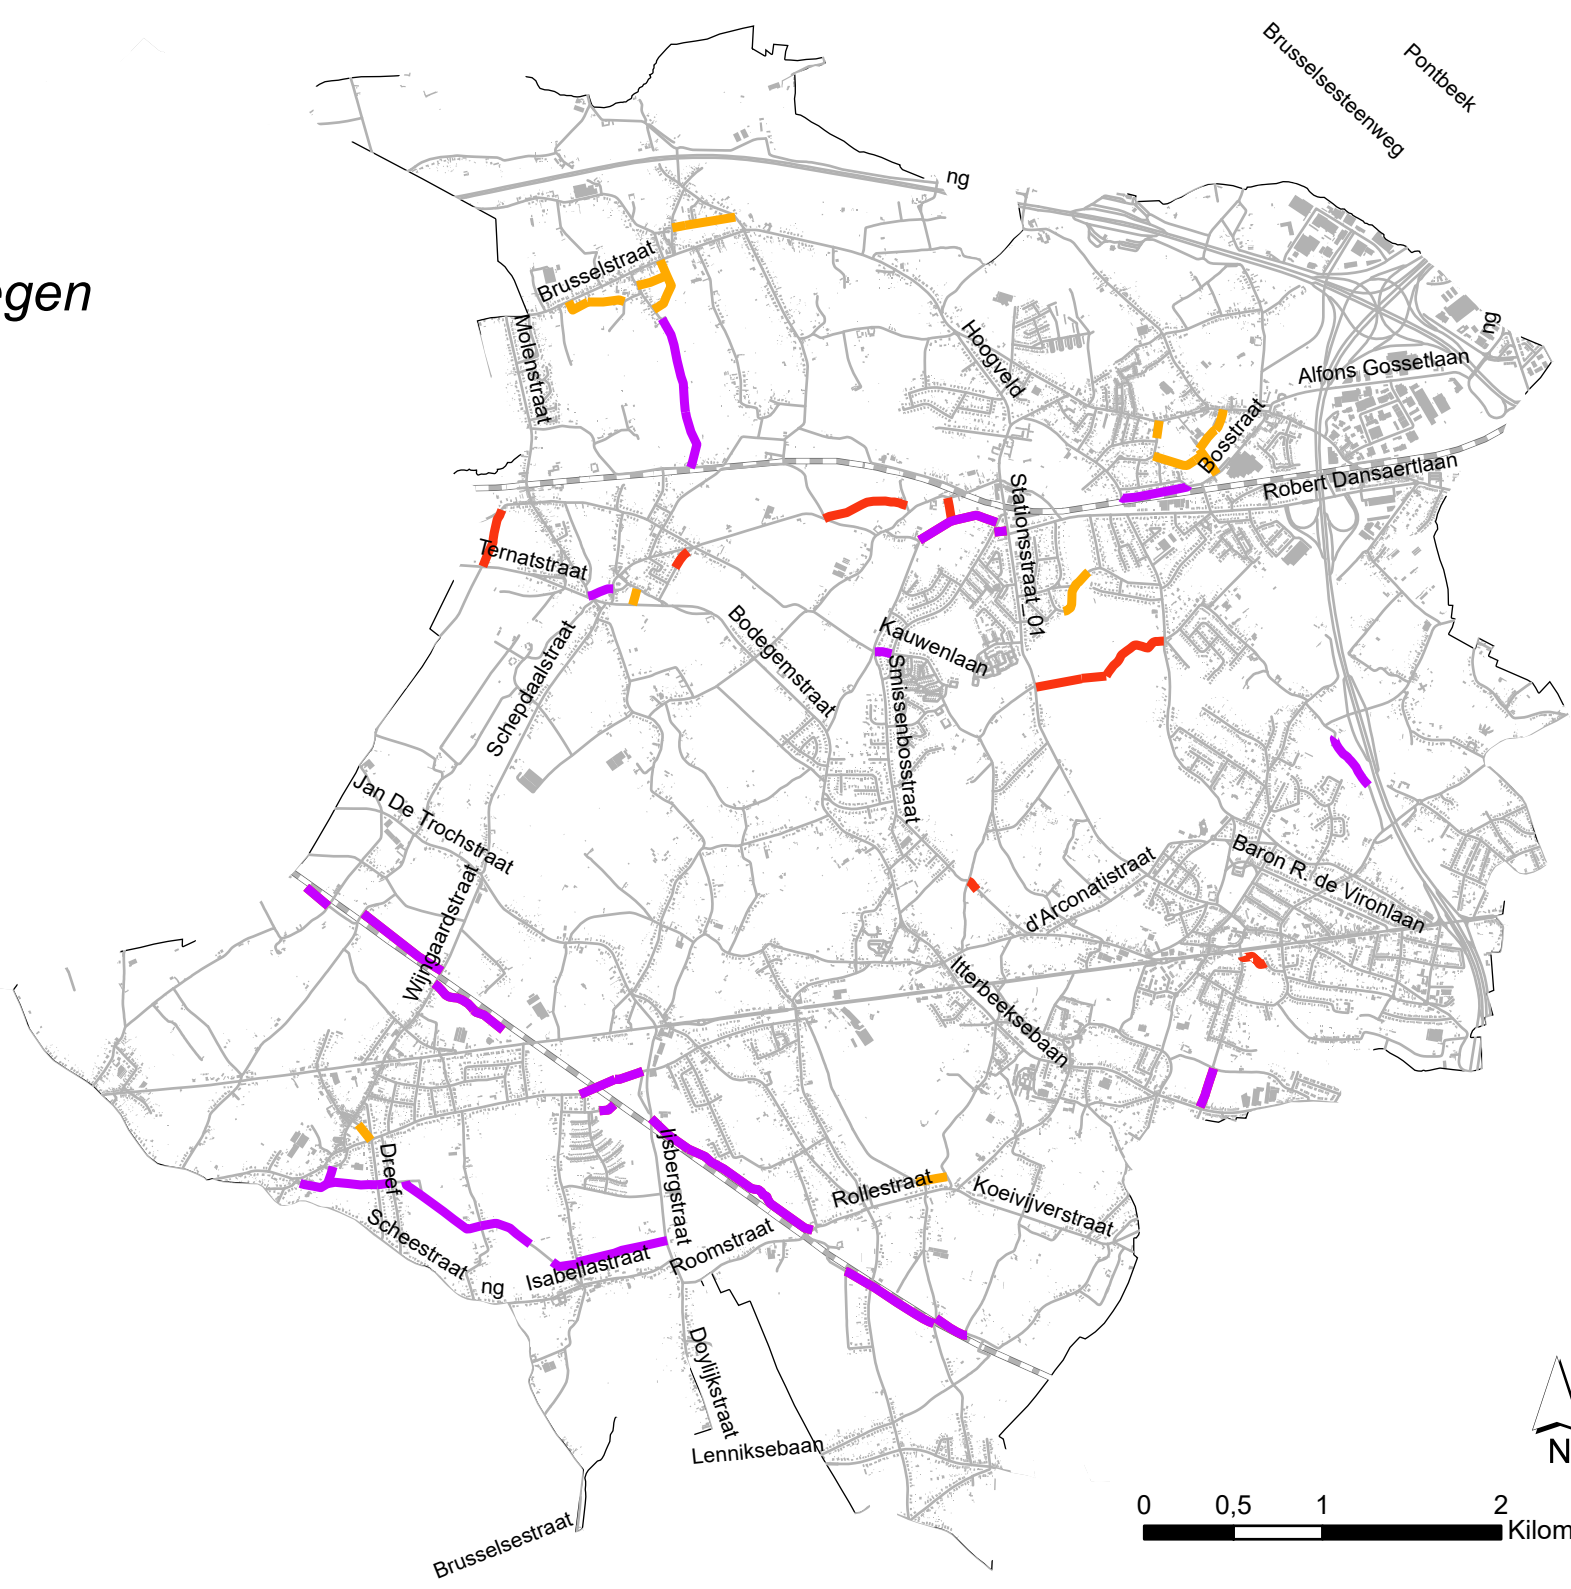 Brusselsesteenweg
Pontbeek
ng
egen
Brusselstraat
Molenstraat
Hoogveld
ng
Alfons Gossetlaan
Bosstraat
Robert Dansaertlaan
Stationsstraat_01
Ternatstraat
Bodegemstraat
Kauwenlaan
Schepdaalstraat
Smissenbosstraat
Jan De Trochstraat
Baron R. de Vironlaan
d'Arconatistraat
Wijngaardstraat
Itterbeeksebaan
Dreef
Ijsbergstraat
Rollestraat
Koeivijverstraat
Scheestraat
Roomstraat
Isabellastraat
ng
Doylijkstraat
Lenniksebaan
Brusselsestraat
N
0 0,5 1 2
Kilom